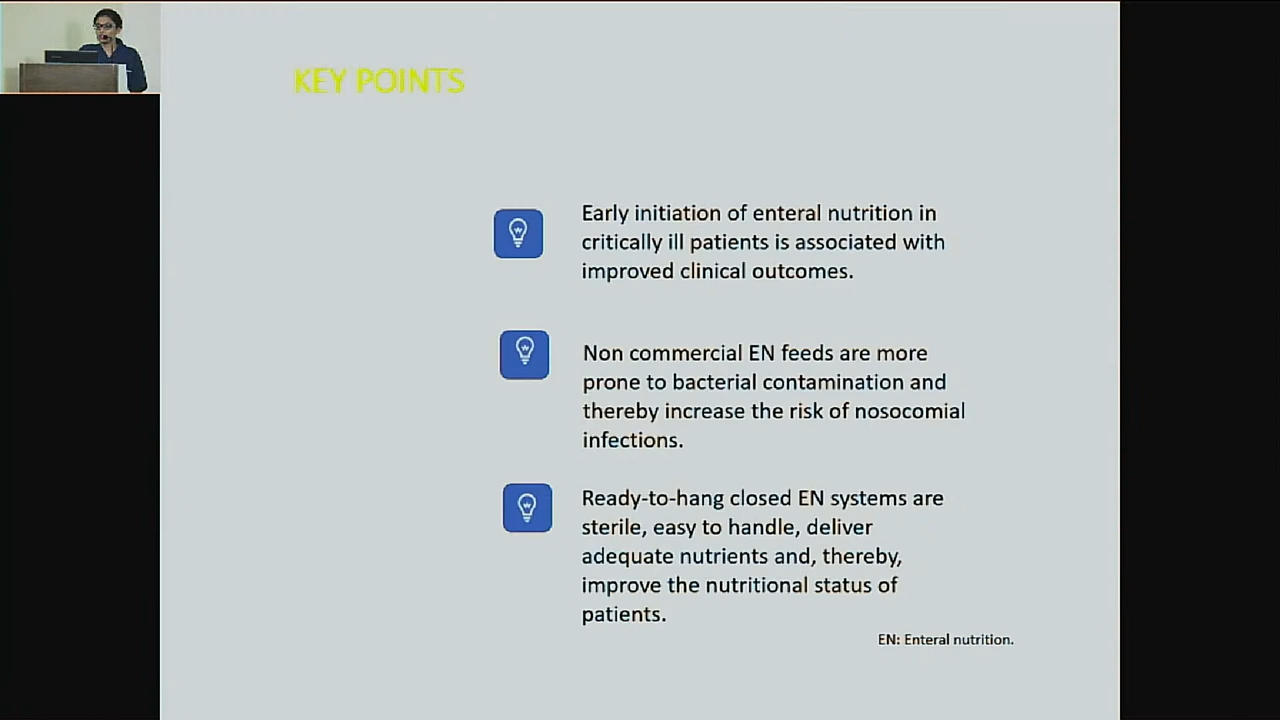 KEY POINTS
Early initiation of enteral nutrition in
critically ill patients is associated with
improved clinical outcomes.
Non commercial EN feeds are more
prone to bacterial contamination and
thereby increase the risk of nosocomial
infections.
Ready-to-hang closed EN systems are
sterile, easy to handle, deliver
adequate nutrients and, thereby,
improve the nutritional status of
patients.
EN: Enteral nutrition.